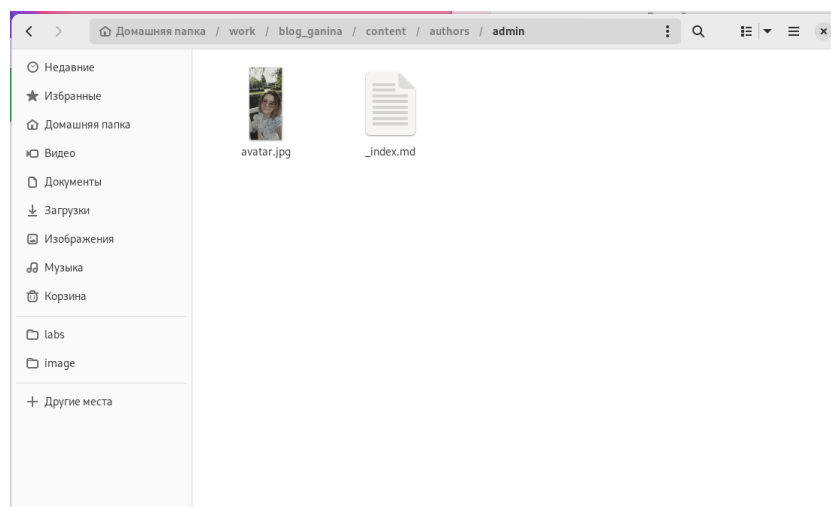 Домашняя папка / work / blog_ganina / content / authors / admin
Недавние
Избранные
Домашняя папка
Видео
Документы
Загрузки
Изображения
Музыка
Корзина
labs
image
Другие места
avatar.jpg
_index.md